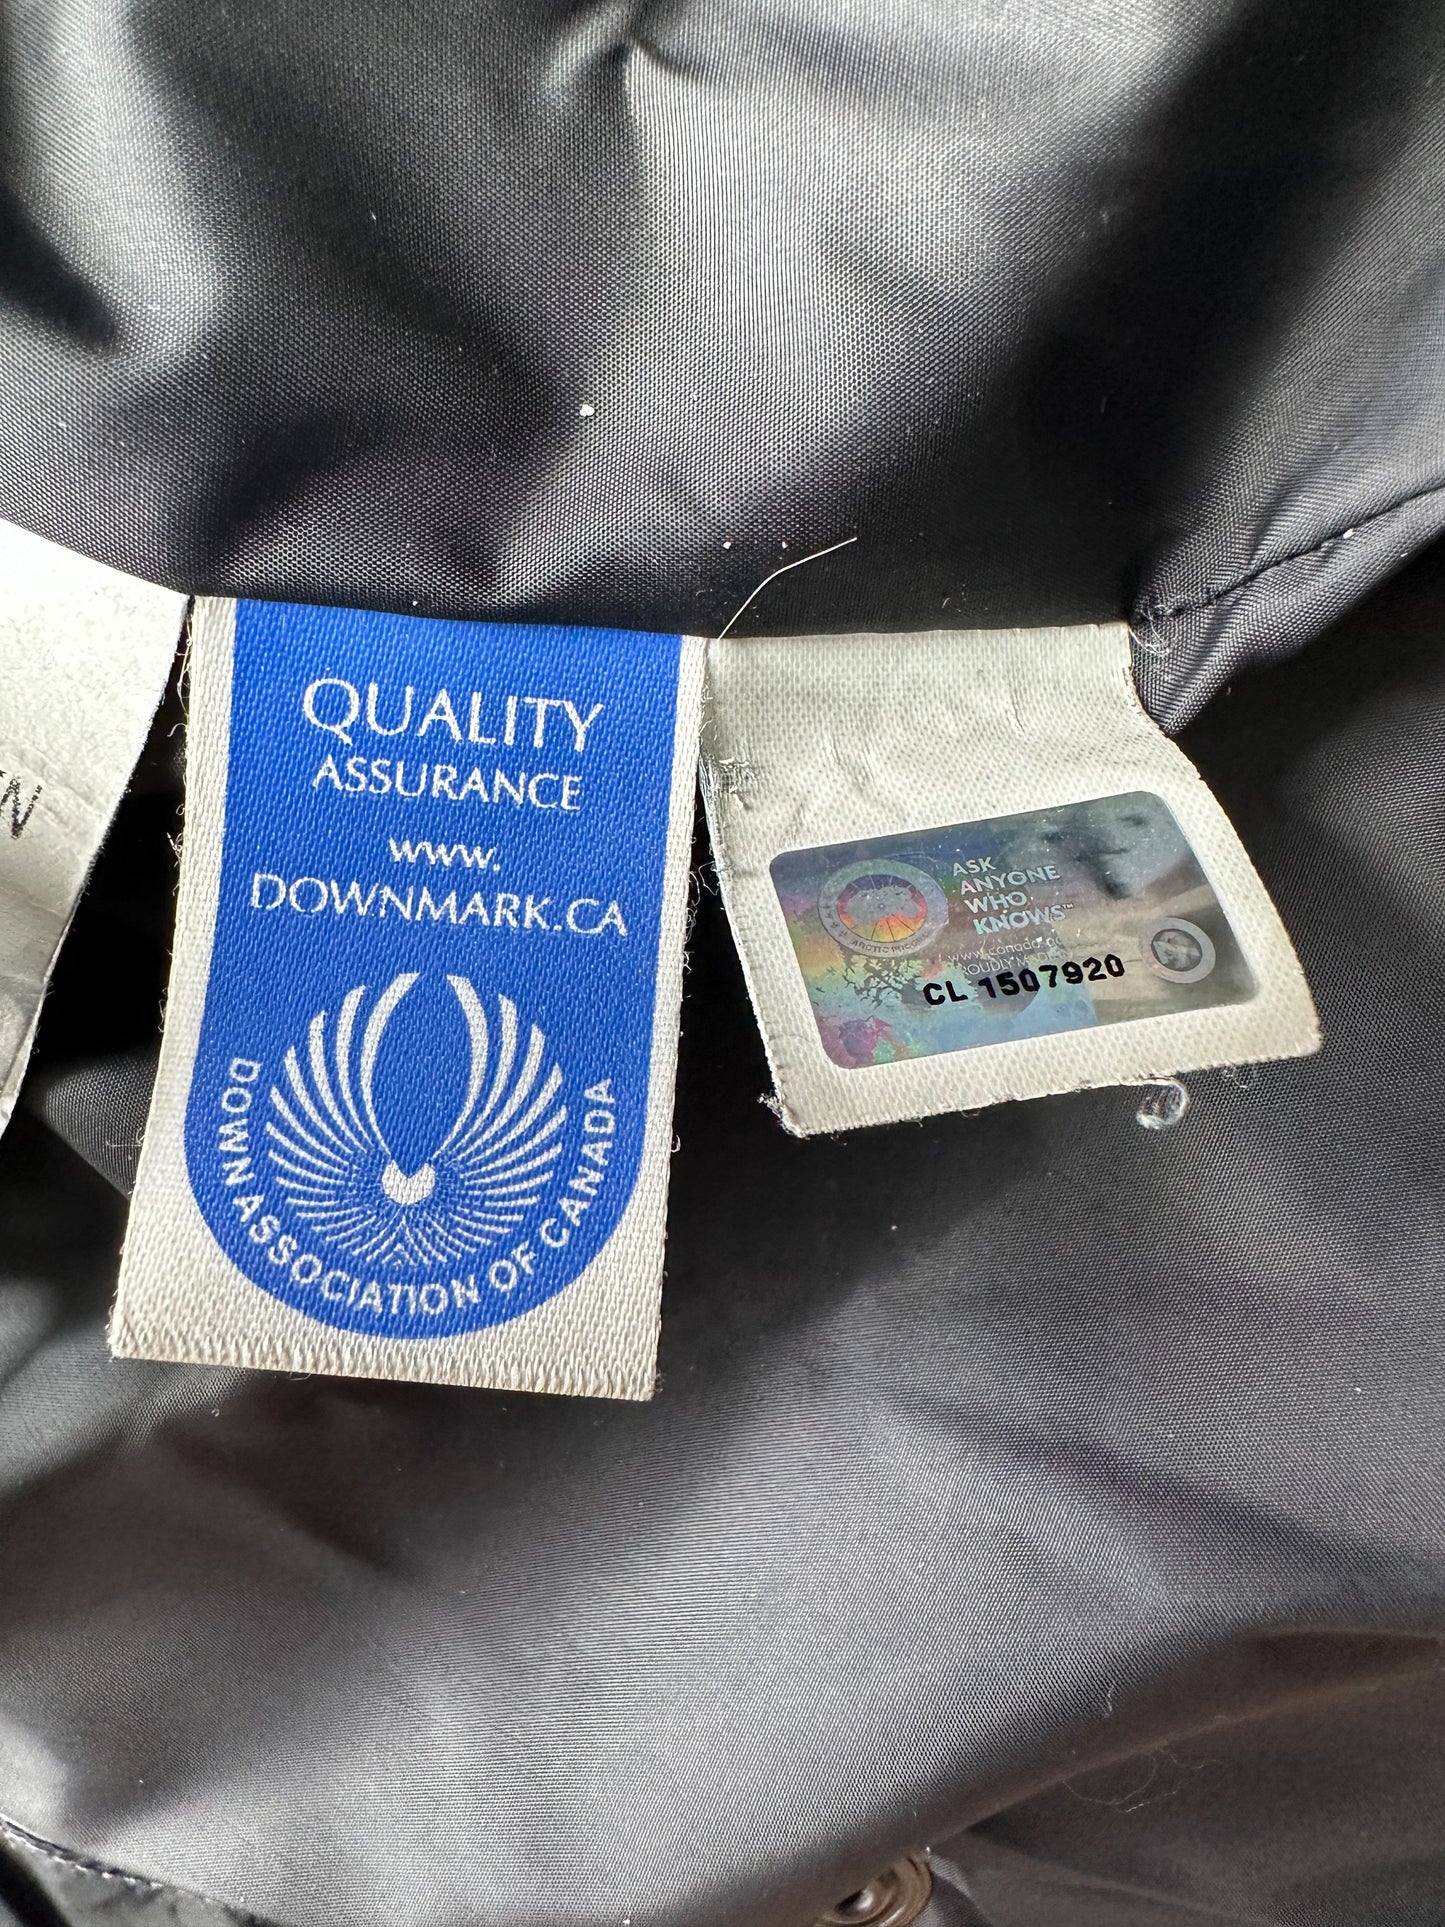 QUALITY
ASSURANCE
www.
DOWNMARK.CA
DOWN ASSOCIATION OF CANADA
ASK
ANYONE
WHO
KNOWS™
CL 1507920